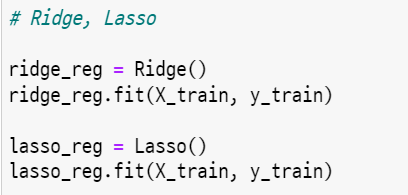 # Ridge, Lasso
ridge_reg = Ridge()
ridge_reg.fit(X_train, y_train)
lasso_reg = Lasso()
lasso_reg.fit(X_train, y_train)